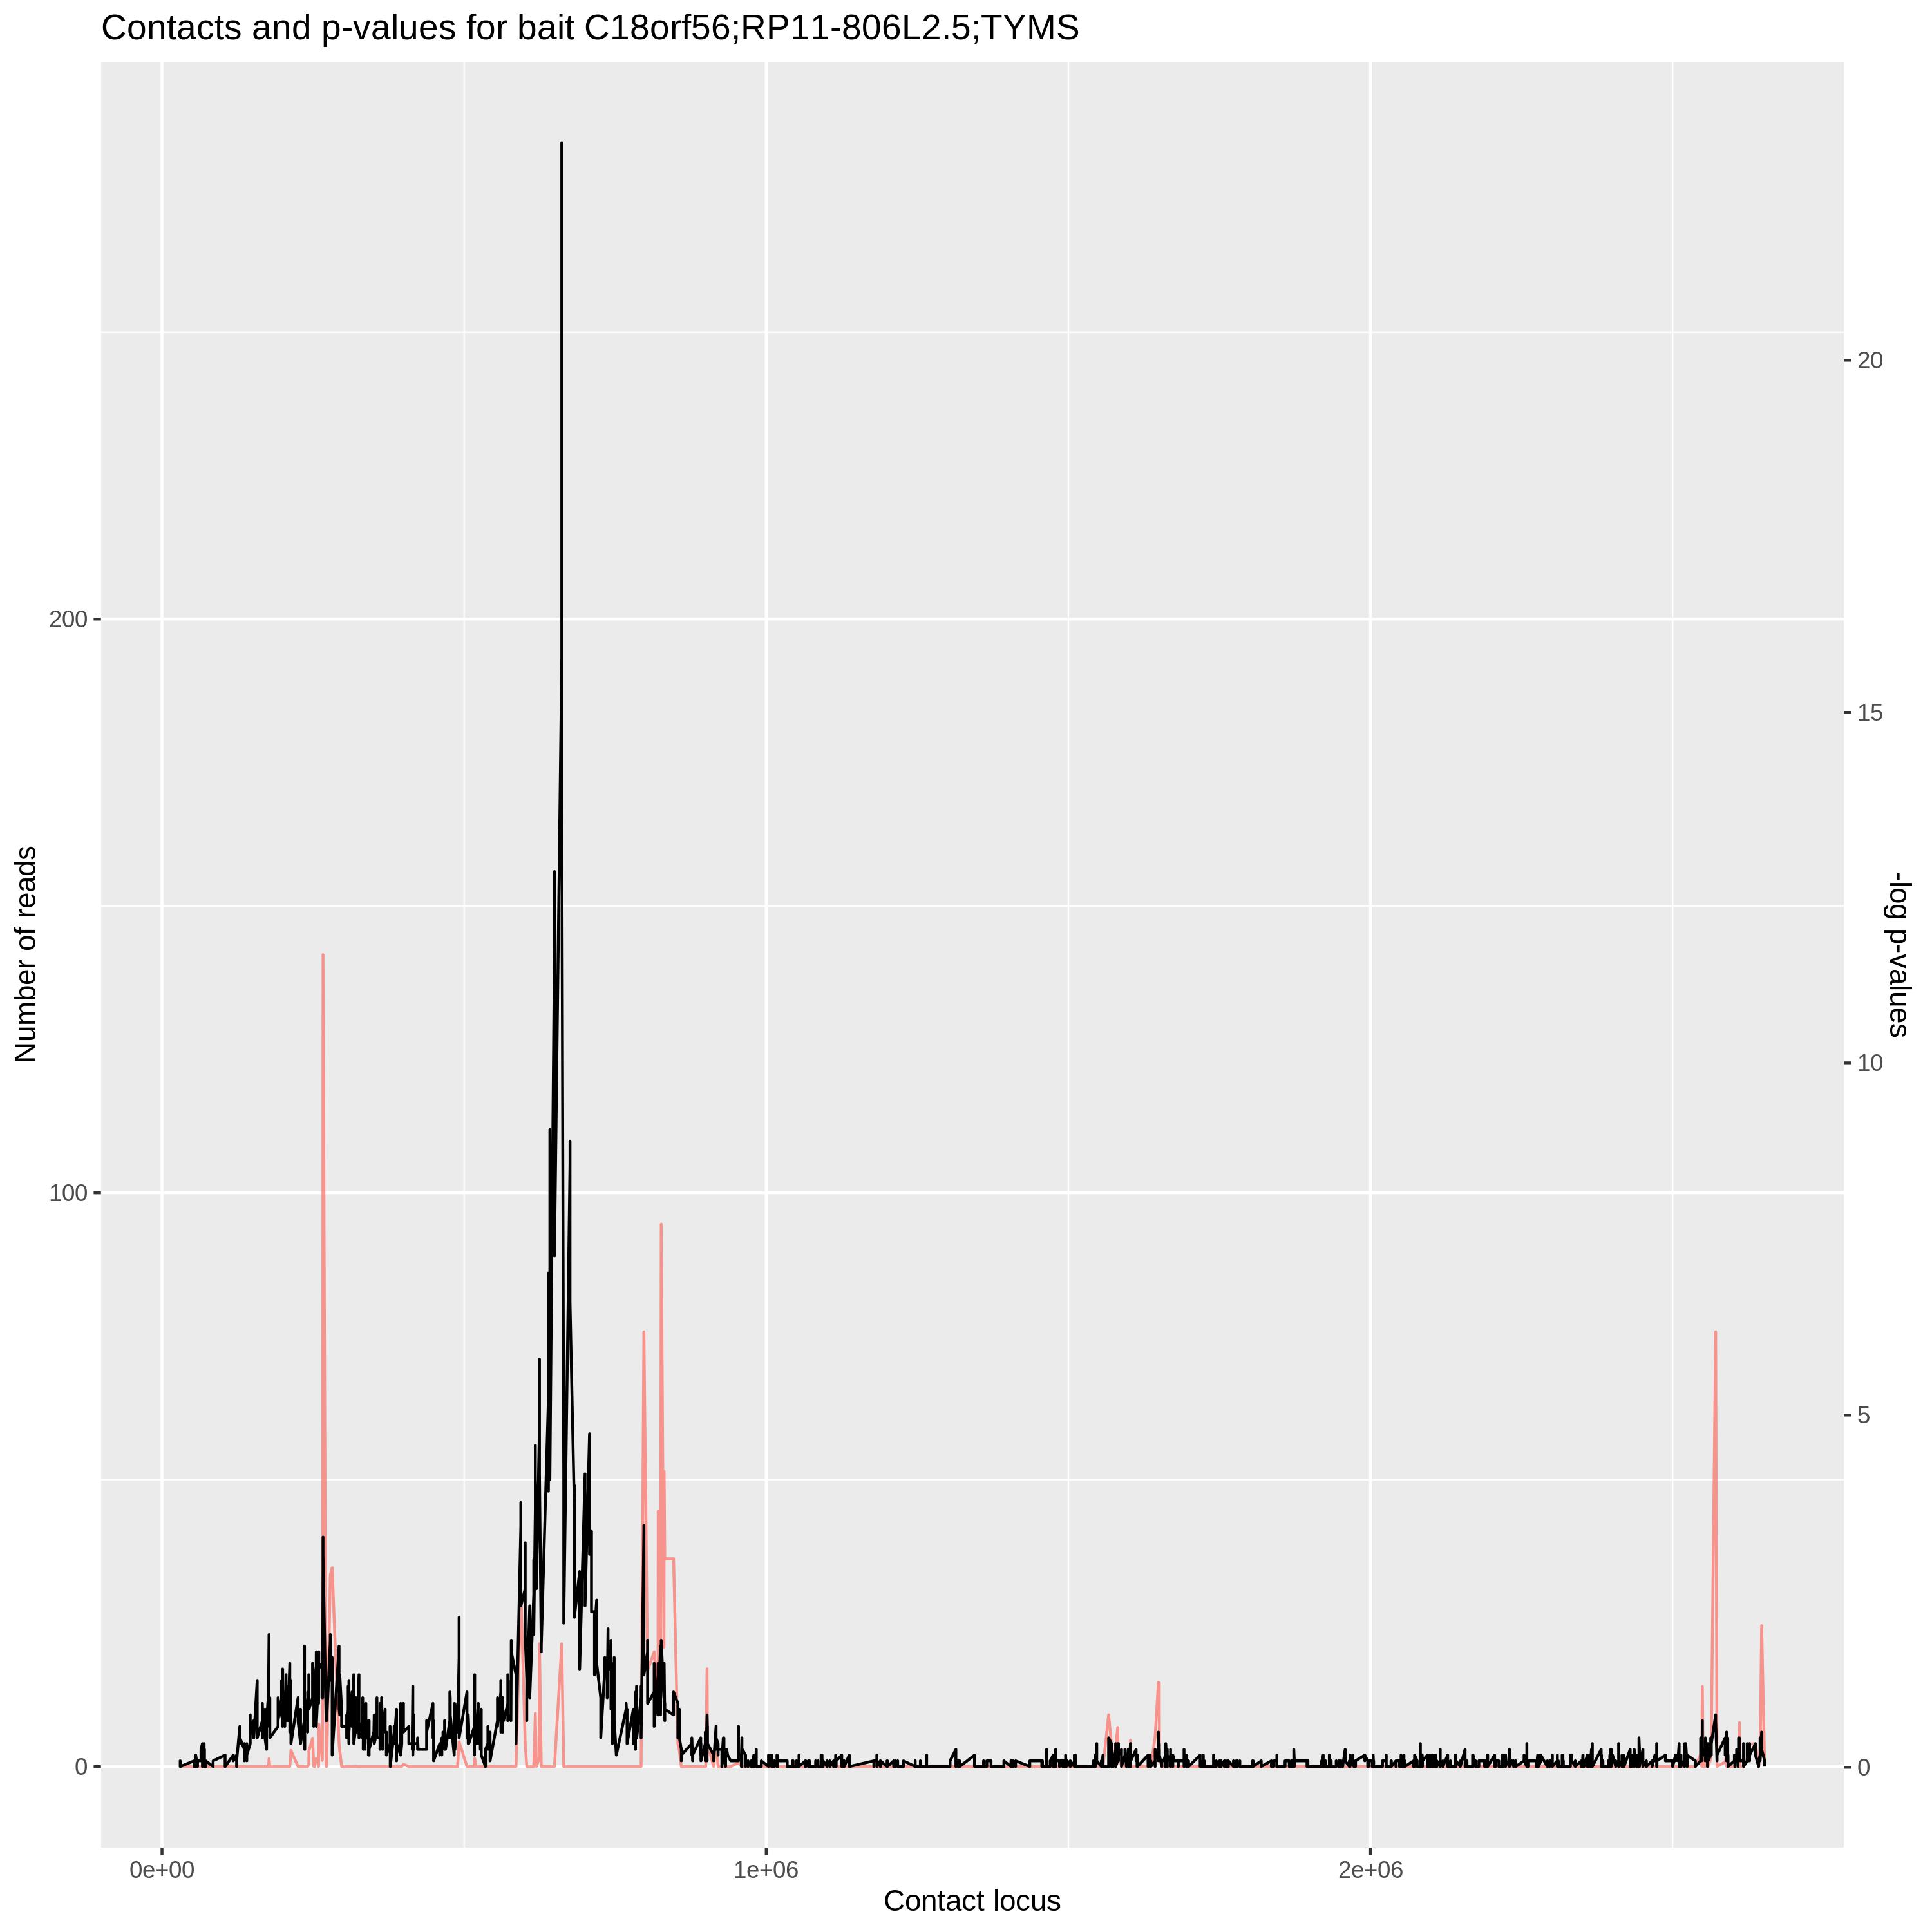 Contacts and p-values for bait C18orf56;RP11-806L2.5;TYMS
Number of reads
200
100
0
20
15
10
5
0
-log p-values
0e+00
1e+06
2e+06
Contact locus